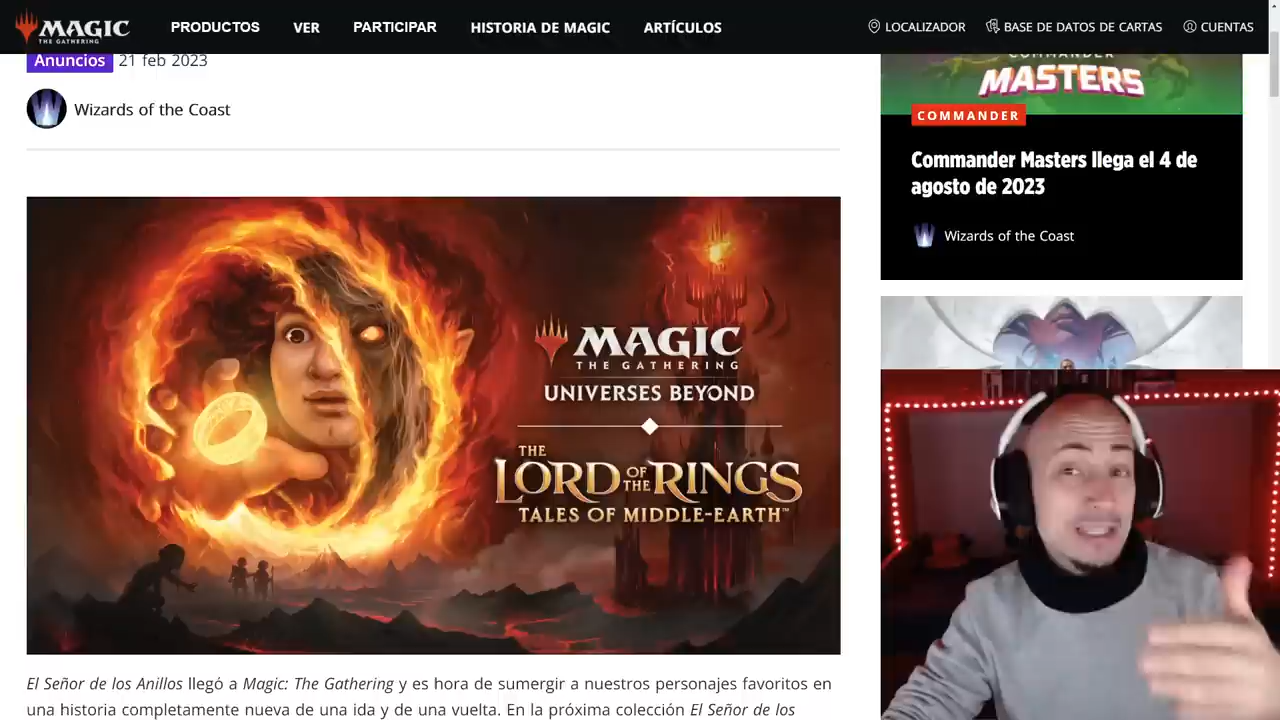 MAGIC
THE GATHERING
PRODUCTOS
VER
PARTICIPAR
HISTORIA DE MAGIC
ARTÍCULOS
LOCALIZADOR
BASE DE DATOS DE CARTAS
CUENTAS
Anuncios 21 feb 2023
Wizards of the Coast
MAGIC
THE GATHERING
UNIVERSES BEYOND
THE
LORD OF THE RINGS
TALES OF MIDDLE-EARTH™
El Señor de los Anillos llegó a Magic: The Gathering y es hora de sumergir a nuestros personajes favoritos en
una historia completamente nueva de una ida y de una vuelta. En la próxima colección El Señor de los
COMMANDER
MASTERS
COMMANDER
Commander Masters llega el 4 de
agosto de 2023
Wizards of the Coast